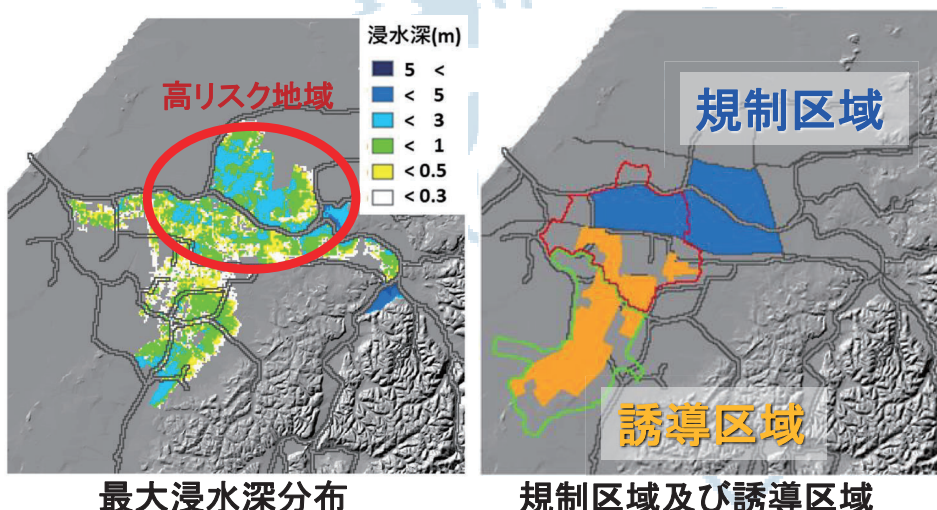 浸水深(m)
5 <
< 5
< 3
< 1
< 0.5
< 0.3
高リスク地域
最大浸水深分布
規制区域
誘導区域
規制区域及び誘導区域